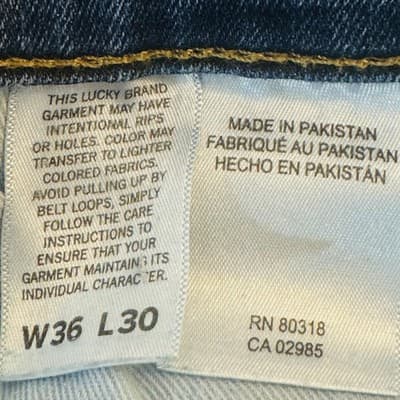 THIS LUCKY BRAND
GARMENT MAY HAVE
INTENTIONAL RIPS
OR HOLES. COLOR MAY
TRANSFER TO LIGHTER
COLORED FABRICS.
AVOID PULLING UP BY
BELT LOOPS, SIMPLY
FOLLOW THE CARE
INSTRUCTIONS TO
ENSURE THAT YOUR
GARMENT MAINTAINS ITS
INDIVIDUAL CHARACTER.
W36 L30
MADE IN PAKISTAN
FABRIQUÉ AU PAKISTAN
HECHO EN PAKISTÁN
RN 80318
CA 02985